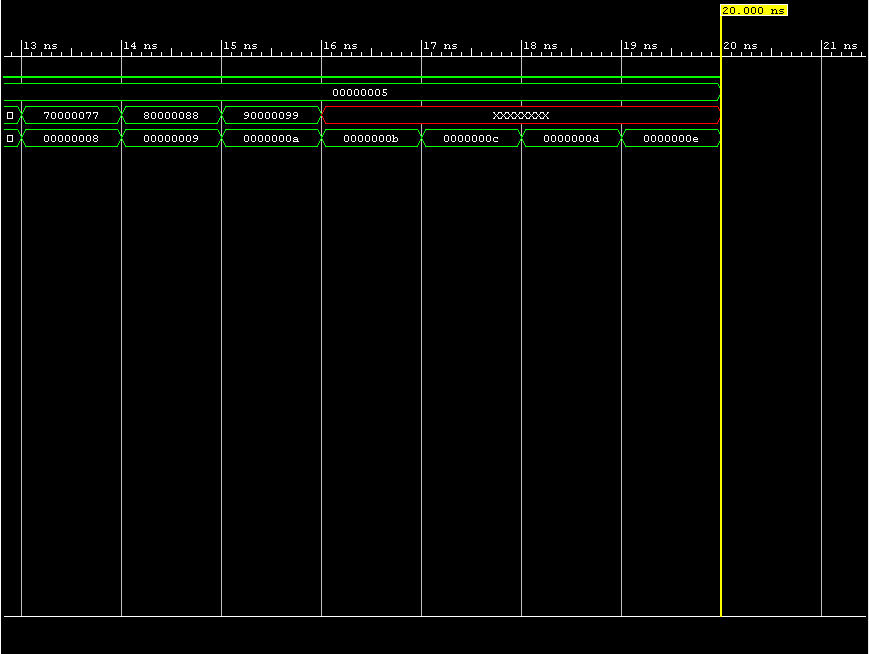 20.000 ns
13 ns 14 ns 15 ns 16 ns 17 ns 18 ns 19 ns 20 ns 21 ns
00000005
70000077 80000088 90000099 XXXXXXXX
00000008 00000009 0000000a 0000000b 0000000c 0000000d 0000000e